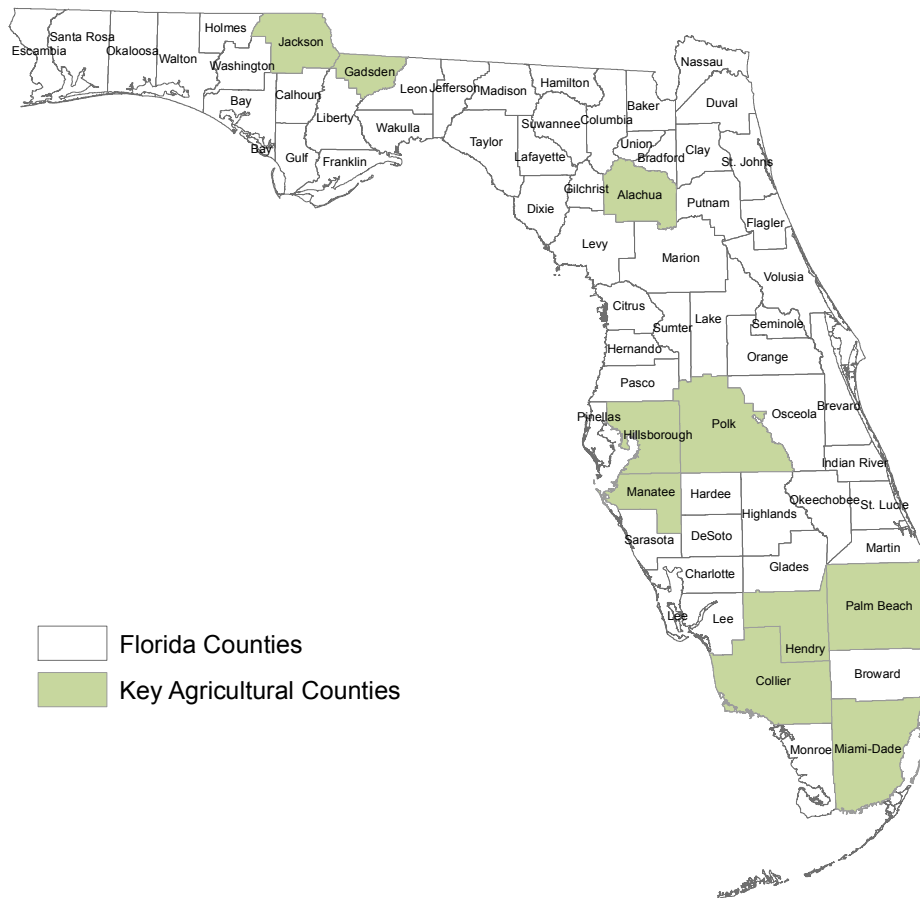 Holmes
Jackson
Santa Rosa
Escambia
Okaloosa
Walton
Washington
Gadsden
Nassau
Bay
Calhoun
Leon
Jefferson
Madison
Hamilton
Duval
Liberty
Wakulla
Taylor
Suwannee
Columbia
Baker
Bay
Gulf
Franklin
Lafayette
Union
Bradford
Clay
St. Johns
Gilchrist
Alachua
Putnam
Dixie
Flagler
Levy
Marion
Volusia
Citrus
Sumter
Lake
Seminole
Hernando
Orange
Pasco
Pinellas
Hillsborough
Polk
Osceola
Brevard
Indian River
Manatee
Hardee
Highlands
Okeechobee
St. Lucie
Sarasota
DeSoto
Martin
Charlotte
Glades
Palm Beach
Lee
Lee
Hendry
Florida Counties
Collier
Broward
Key Agricultural Counties
Monroe
Miami-Dade